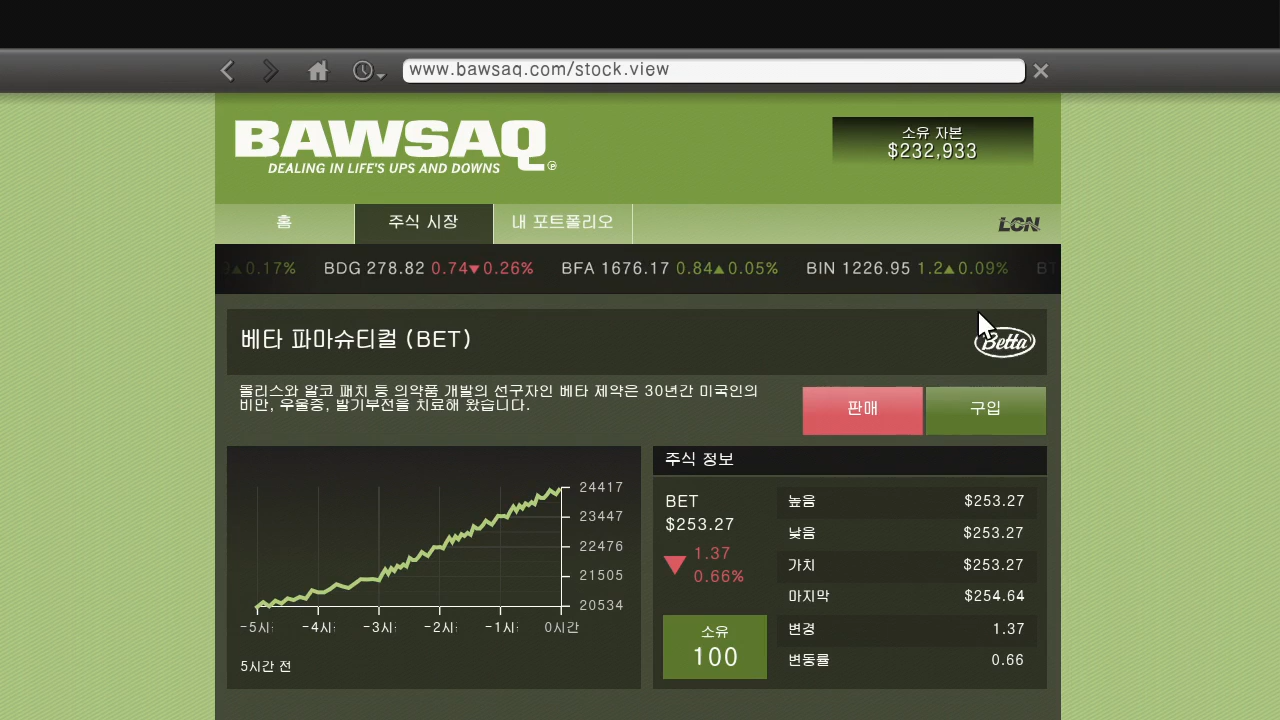 www.bawsaq.com/stock.view
BAWSAQ
DEALING IN LIFE'S UPS AND DOWNS
소유 자본
$232,933
홈 주식 시장 내 포트폴리오 LCN
0.17% BDG 278.82 0.74▼0.26% BFA 1676.17 0.84▲0.05% BIN 1226.95 1.2▲0.09%
베타 파마슈티컬 (BET)
Betta
몰리스와 알코 패치 등 의약품 개발의 선구자인 베타 제약은 30년간 미국인의
비만, 우울증, 발기부전을 치료해 왔습니다.
판매 구입
24417
23447
22476
21505
20534
-5시 -4시 -3시 -2시 -1시 0시간
5시간 전
주식 정보
BET
$253.27
▼ 1.37
0.66%
소유
100
높음 $253.27
낮음 $253.27
가치 $253.27
마지막 $254.64
변경 1.37
변동률 0.66